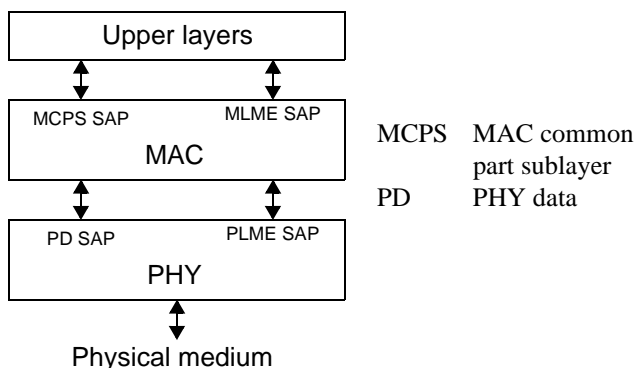 Upper layers
MCPS SAP MLME SAP
MAC
PD SAP PLME SAP
PHY
Physical medium
MCPS MAC common
part sublayer
PD PHY data